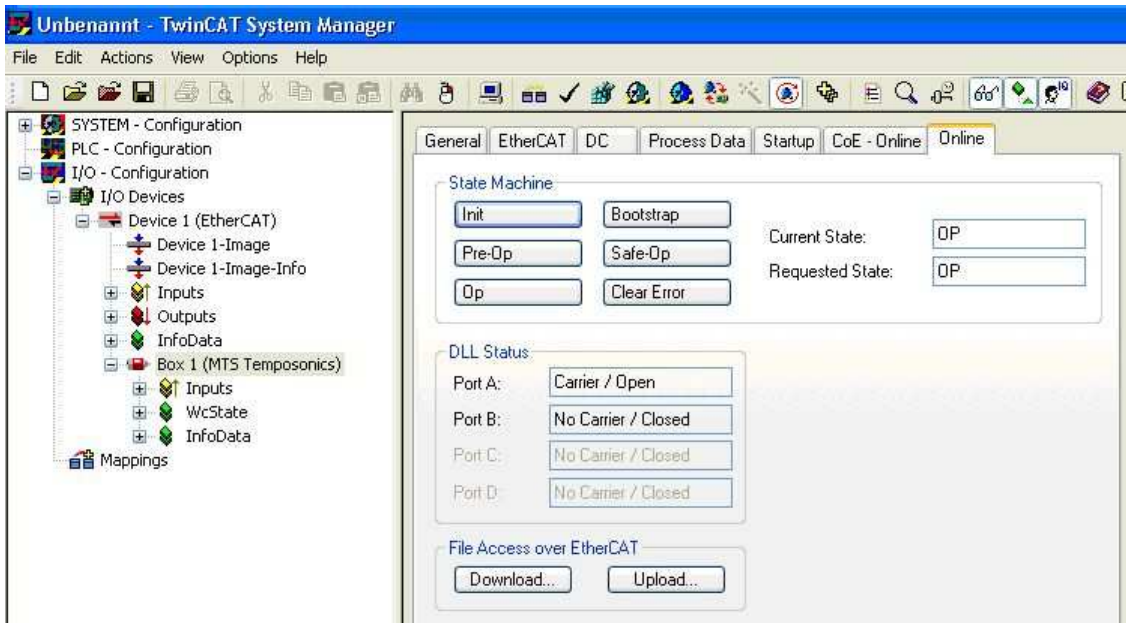 Unbenannt - TwinCAT System Manager
File Edit Actions View Options Help
SYSTEM - Configuration
PLC - Configuration
I/O - Configuration
I/O Devices
Device 1 (EtherCAT)
Device 1-Image
Device 1-Image-Info
Inputs
Outputs
InfoData
Box 1 (MTS Temposonics)
Inputs
WcState
InfoData
Mappings
General EtherCAT DC Process Data Startup CoE - Online Online
State Machine
Init Bootstrap
Pre-Op Safe-Op
Op Clear Error
Current State: OP
Requested State: OP
DLL Status
Port A: Carrier / Open
Port B: No Carrier / Closed
Port C: No Carrier / Closed
Port D: No Carrier / Closed
File Access over EtherCAT
Download... Upload...